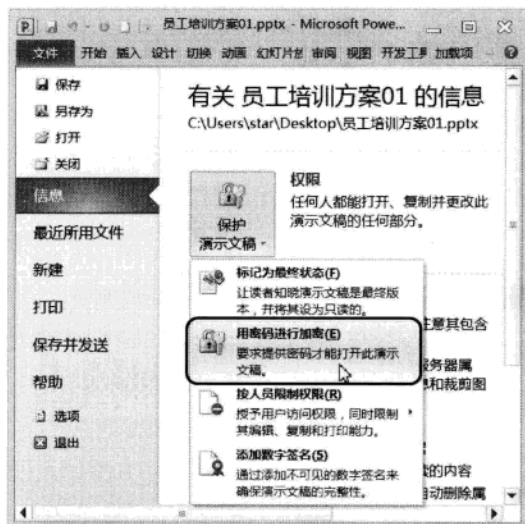 员工培训方案01.pptx - Microsoft Powe...
文件 开始 插入 设计 切换 动画 幻灯片 审阅 视图 开发工 加载项
保存
另存为
打开
关闭
信息
最近所用文件
新建
打印
保存并发送
帮助
选项
退出
有关 员工培训方案01 的信息
C:\Users\star\Desktop\员工培训方案01.pptx
保护
演示文稿
权限
任何人都能打开、复制并更改此
演示文稿的任何部分。
标记为最终状态(F)
让读者知晓演示文稿是最终版
本，并将其设为只读的。
用密码进行加密(E)
要求提供密码才能打开此演示
文稿。
按人员限制权限(R)
授予用户访问权限，同时限制
其编辑、复制和打印能力。
添加数字签名(S)
通过添加不可见的数字签名来
确保演示文稿的完整性。
注意其包含
服务器属
和裁剪图
的内容
自动删除属